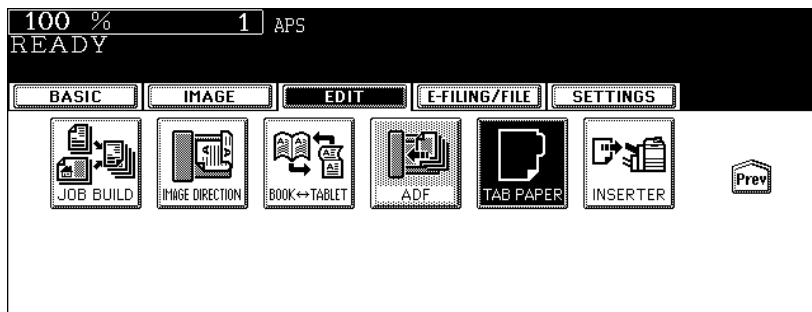 100 % 1 APS
READY
BASIC IMAGE EDIT E-FILING/FILE SETTINGS
JOB BUILD IMAGE DIRECTION BOOK↔TABLET ADF TAB PAPER INSERTER Prev